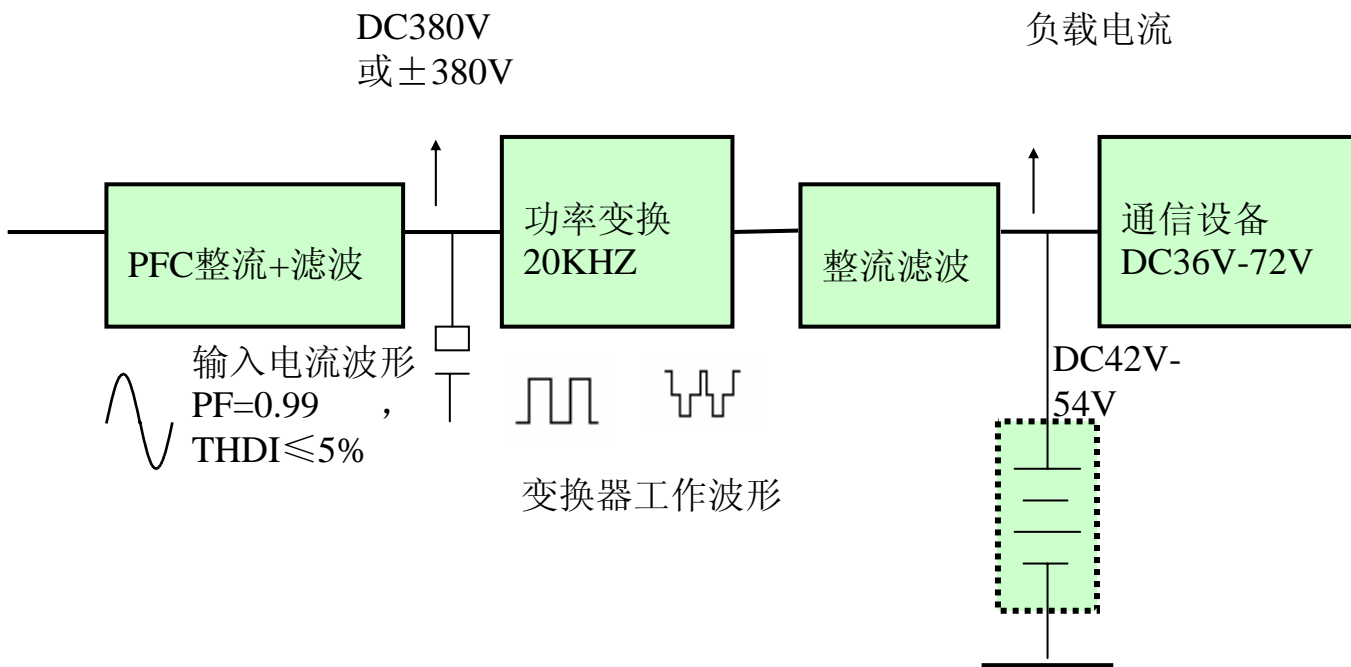 DC380V
或±380V
负载电流
PFC整流+滤波
功率变换
20KHZ
整流滤波
通信设备
DC36V-72V
输入电流波形
PF=0.99 ，
THDI≤5%
DC42V-
54V
变换器工作波形